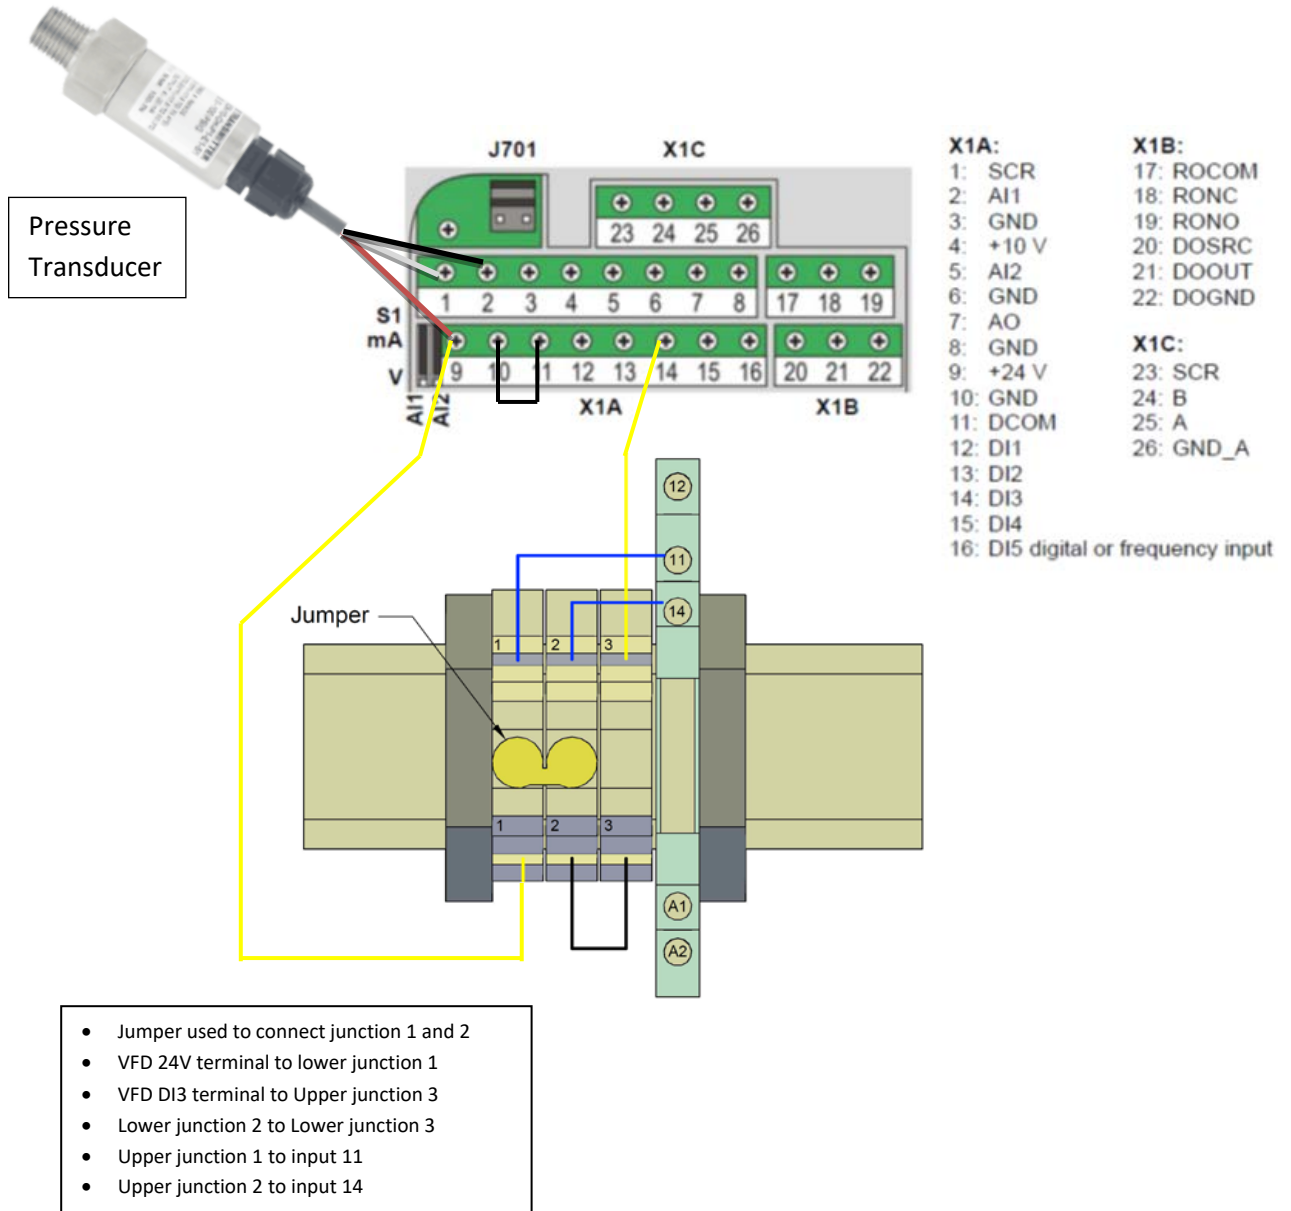 Pressure
Transducer
TRANSMITTER
J701
X1C
23 24 25 26
1 2 3 4 5 6 7 8
17 18 19
S1
mA
V
9 10 11 12 13 14 15 16
20 21 22
AI1
AI2
X1A
X1B
X1A:
1: SCR
2: AI1
3: GND
4: +10 V
5: AI2
6: GND
7: AO
8: GND
9: +24 V
10: GND
11: DCOM
12: DI1
13: DI2
14: DI3
15: DI4
16: DI5 digital or frequency input
X1B:
17: ROCOM
18: RONC
19: RONO
20: DOSRC
21: DOOUT
22: DOGND
X1C:
23: SCR
24: B
25: A
26: GND_A
12
11
14
Jumper
1 2 3
1 2 3
A1
A2
• Jumper used to connect junction 1 and 2
• VFD 24V terminal to lower junction 1
• VFD DI3 terminal to Upper junction 3
• Lower junction 2 to Lower junction 3
• Upper junction 1 to input 11
• Upper junction 2 to input 14